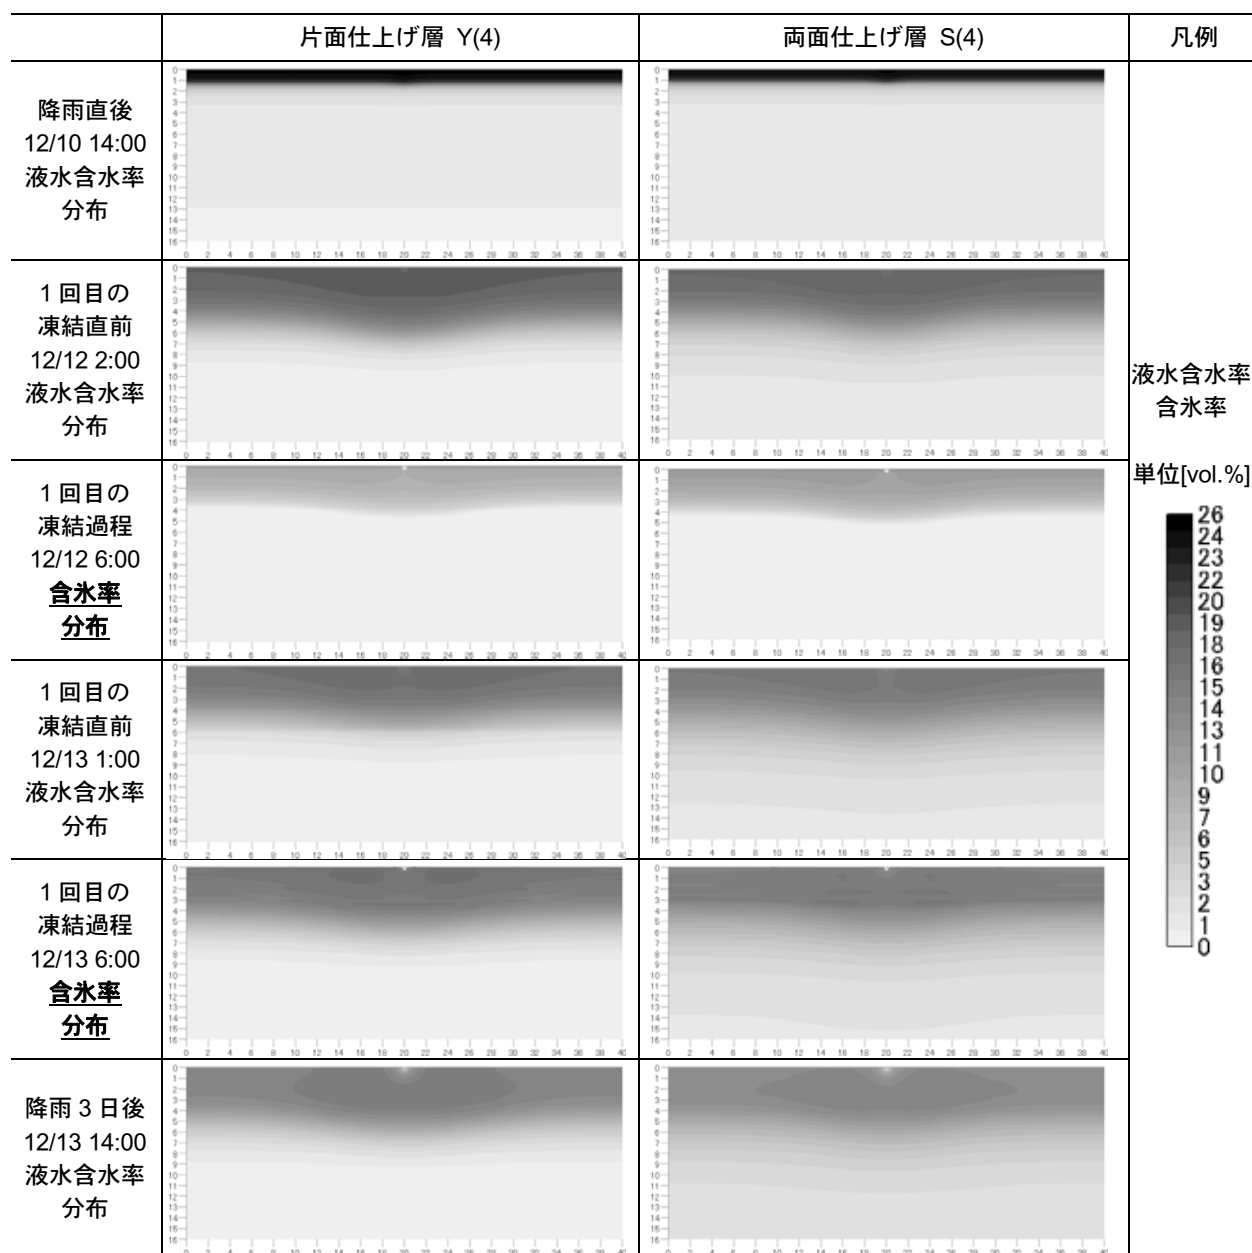 片面仕上げ層 Y(4)
両面仕上げ層 S(4)
凡例
降雨直後
12/10 14:00
液水含水率
分布
1回目の
凍結直前
12/12 2:00
液水含水率
分布
1回目の
凍結過程
12/12 6:00
含氷率
分布
1回目の
凍結直前
12/13 1:00
液水含水率
分布
1回目の
凍結過程
12/13 6:00
含氷率
分布
降雨3日後
12/13 14:00
液水含水率
分布
液水含水率
含氷率
単位[vol.%]
26
24
23
22
20
19
18
16
15
14
13
11
10
9
7
6
5
3
2
1
0